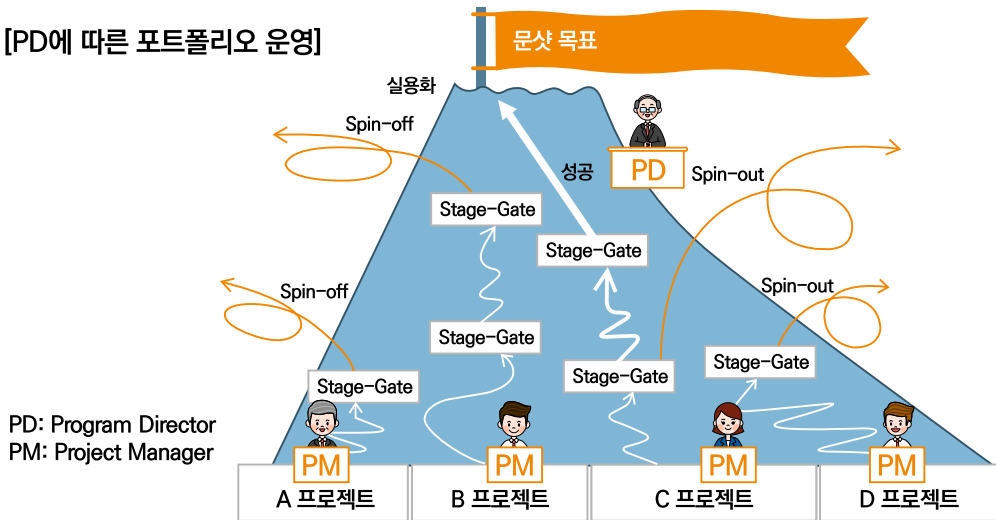 [PD에 따른 포트폴리오 운영]
문샷 목표
실용화
Spin-off
성공
PD
Spin-out
Stage-Gate
Stage-Gate
Spin-off
Spin-out
Stage-Gate
Stage-Gate
Stage-Gate
Stage-Gate
PD: Program Director
PM: Project Manager
PM
PM
PM
PM
A 프로젝트
B 프로젝트
C 프로젝트
D 프로젝트